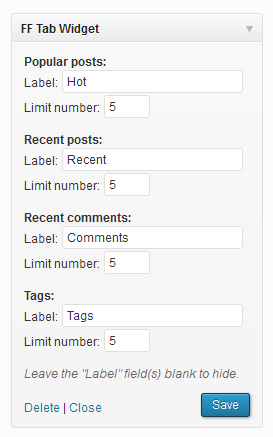 FF Tab Widget
Popular posts:
Label: Hot
Limit number: 5
Recent posts:
Label: Recent
Limit number: 5
Recent comments:
Label: Comments
Limit number: 5
Tags:
Label: Tags
Limit number: 5
Leave the "Label" field(s) blank to hide.
Delete | Close Save